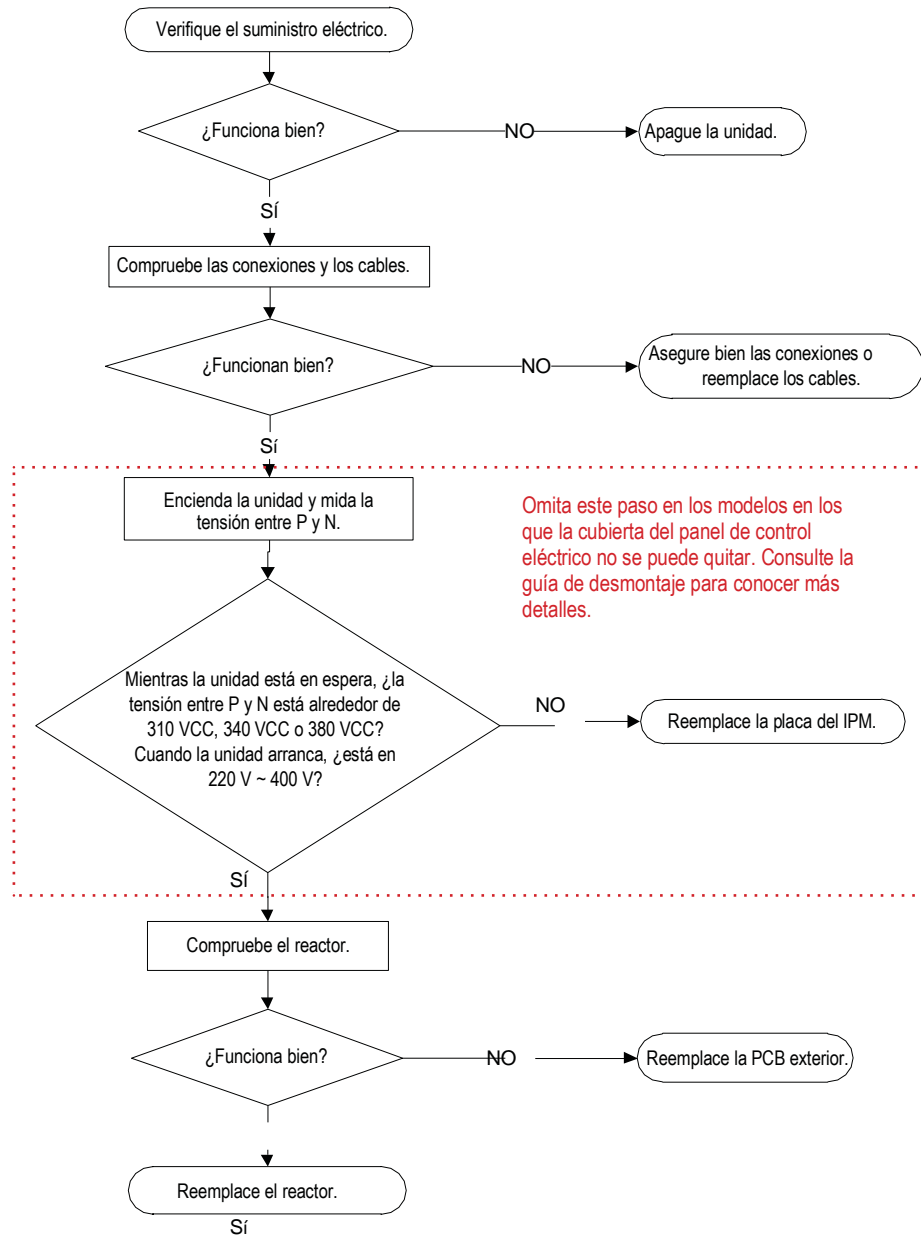 Verifique el suministro eléctrico.
¿Funciona bien?
NO
Apague la unidad.
Sí
Compruebe las conexiones y los cables.
¿Funcionan bien?
NO
Asegure bien las conexiones o
reemplace los cables.
Sí
Encienda la unidad y mida la
tensión entre P y N.
Omita este paso en los modelos en los
que la cubierta del panel de control
eléctrico no se puede quitar. Consulte la
guía de desmontaje para conocer más
detalles.
Mientras la unidad está en espera, ¿la
tensión entre P y N está alrededor de
310 VCC, 340 VCC o 380 VCC?
Cuando la unidad arranca, ¿está en
220 V ~ 400 V?
NO
Reemplace la placa del IPM.
Sí
Compruebe el reactor.
¿Funciona bien?
NO
Reemplace la PCB exterior.
Reemplace el reactor.
Sí